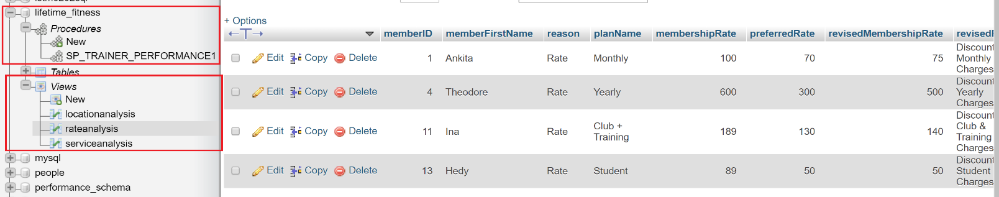 lifetime_fitness
Procedures
New
SP_TRAINER_PERFORMANCE1
Tables
Views
New
locationanalysis
rateanalysis
serviceanalysis
mysql
people
performance_schema
+ Options
←T→ memberID memberFirstName reason planName membershipRate preferredRate revisedMembershipRate
Edit Copy Delete 1 Ankita Rate Monthly 100 70 75 Discount
Monthly
Charges
Edit Copy Delete 4 Theodore Rate Yearly 600 300 500 Discount
Yearly
Charges
Edit Copy Delete 11 Ina Rate Club +
Training 189 130 140 Discount
Club &
Training
Charges
Edit Copy Delete 13 Hedy Rate Student 89 50 50 Discount
Student
Charges